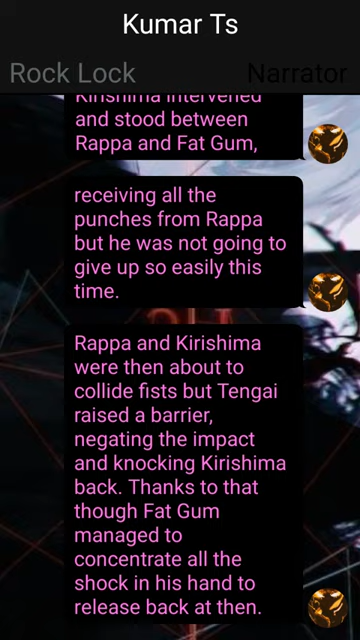 Kumar Ts
Rock Lock
Narrator
Kirishima intervened
and stood between
Rappa and Fat Gum,
receiving all the
punches from Rappa
but he was not going to
give up so easily this
time.
Rappa and Kirishima
were then about to
collide fists but Tengai
raised a barrier,
negating the impact
and knocking Kirishima
back. Thanks to that
though Fat Gum
managed to
concentrate all the
shock in his hand to
release back at then.